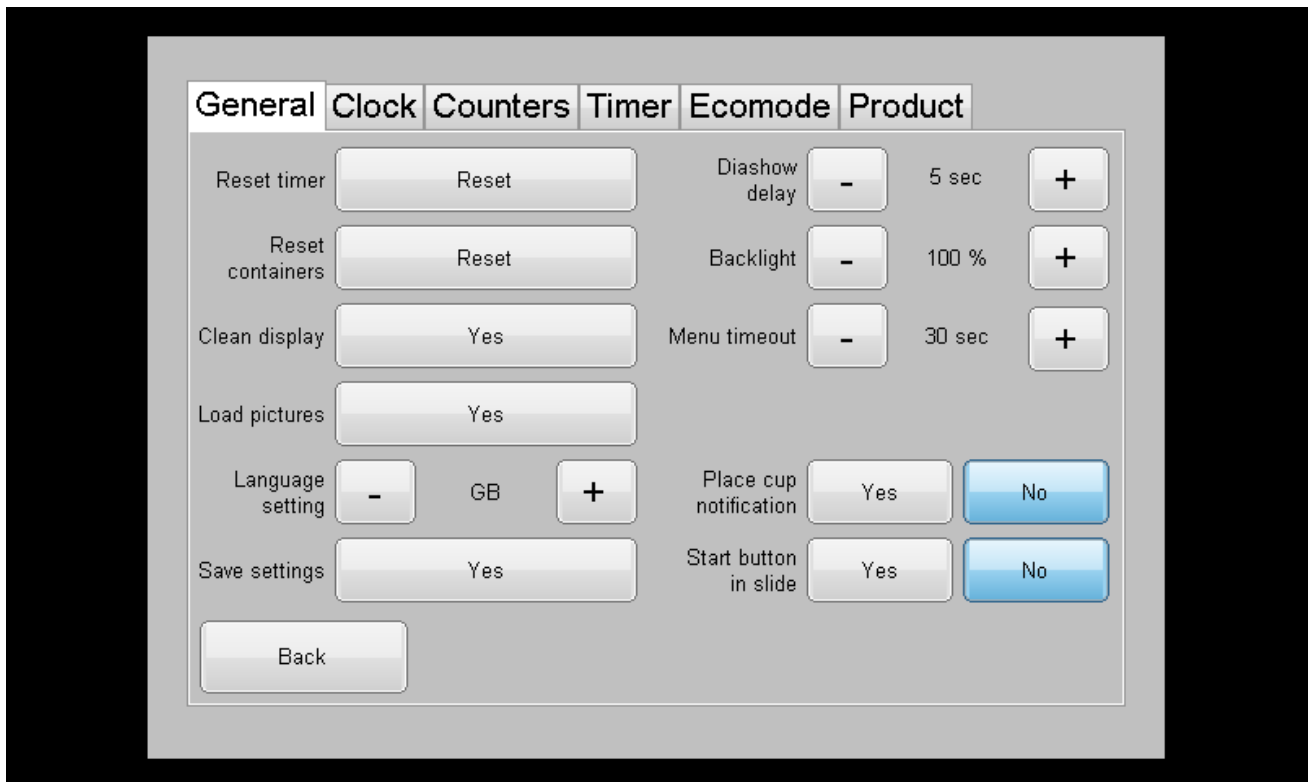 General Clock Counters Timer Ecomode Product
Reset timer Reset
Reset
containers Reset
Clean display Yes
Load pictures Yes
Language
setting - GB +
Save settings Yes
Back
Diashow
delay - 5 sec +
Backlight - 100 % +
Menu timeout - 30 sec +
Place cup
notification Yes No
Start button
in slide Yes No